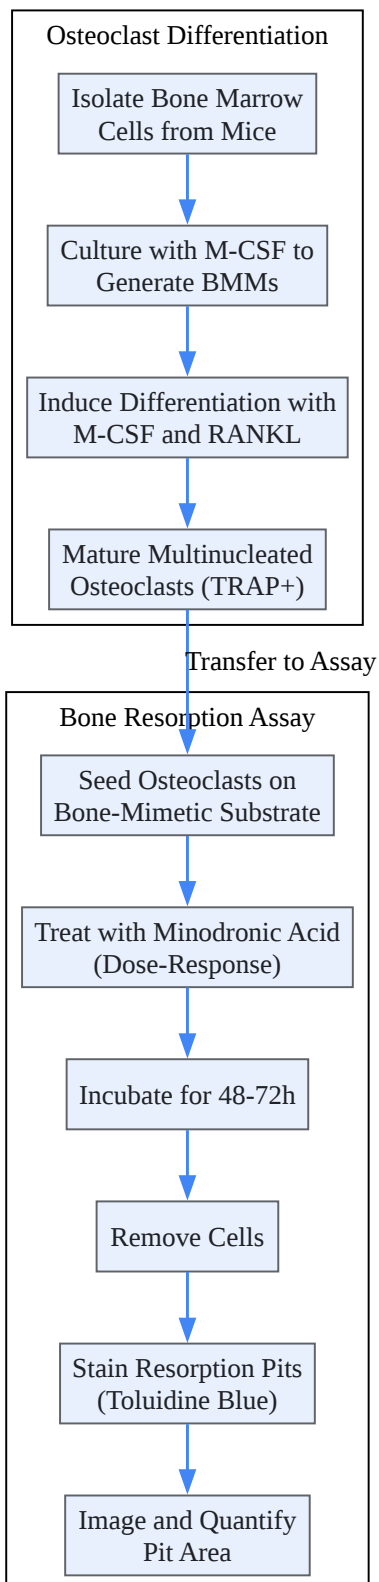 Osteoclast Differentiation
Isolate Bone Marrow
Cells from Mice
Culture with M-CSF to
Generate BMMs
Induce Differentiation with
M-CSF and RANKL
Mature Multinucleated
Osteoclasts (TRAP+)
Transfer to Assay
Bone Resorption Assay
Seed Osteoclasts on
Bone-Mimetic Substrate
Treat with Minodronic Acid
(Dose-Response)
Incubate for 48-72h
Remove Cells
Stain Resorption Pits
(Toluidine Blue)
Image and Quantify
Pit Area